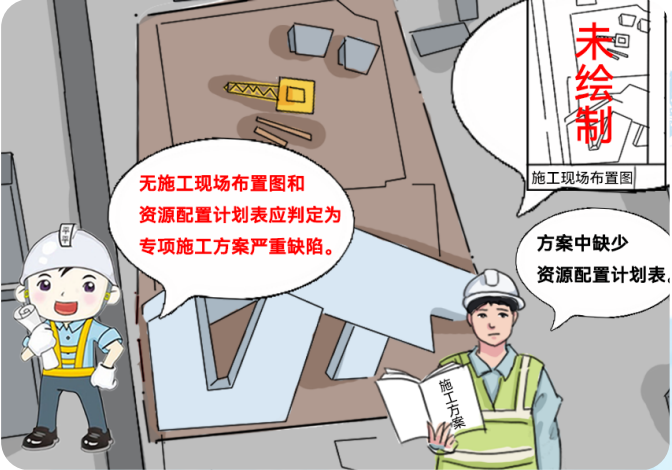 未绘制
施工现场布置图
无施工现场布置图和
资源配置计划表应判定为
专项施工方案严重缺陷。
方案中缺少
资源配置计划表。
平平
施工方案